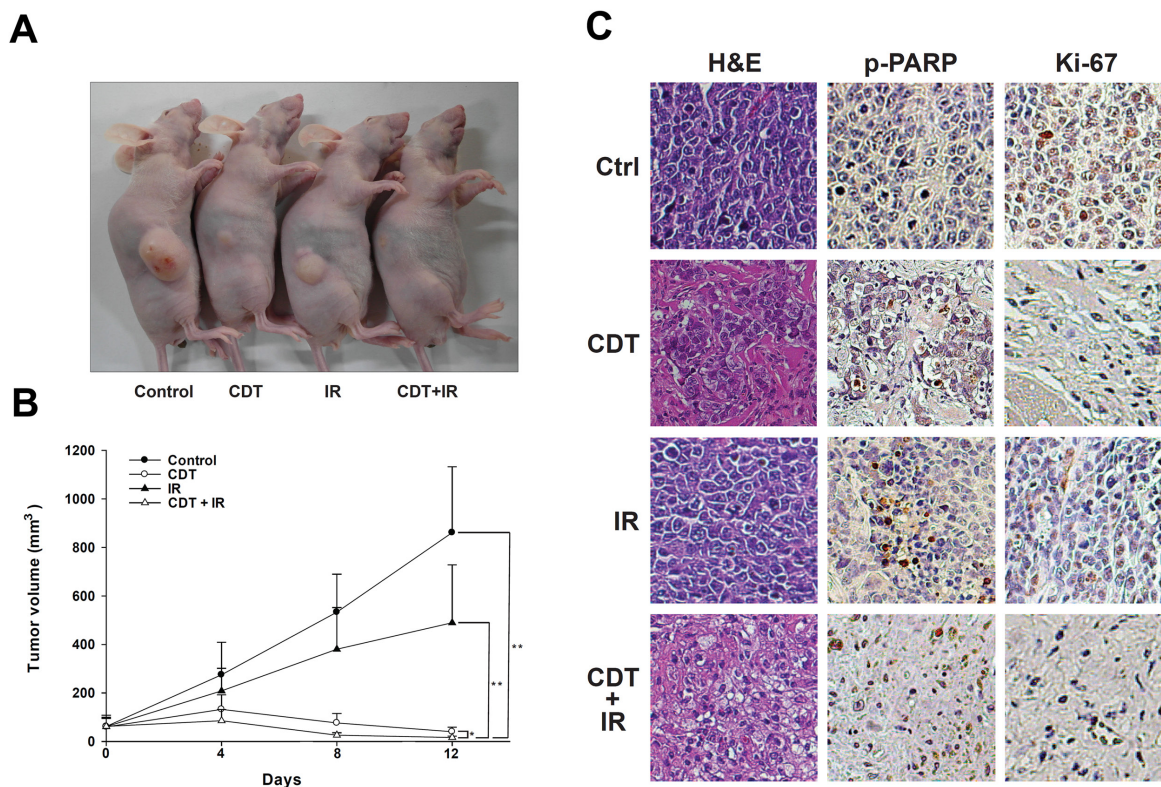 A
Control CDT IR CDT+IR
B
Tumor volume (mm³)
1200
1000
800
600
400
200
0
Control
CDT
IR
CDT + IR
**
**
*
0 4 8 12
Days
C
H&E p-PARP Ki-67
Ctrl
CDT
IR
CDT
+
IR